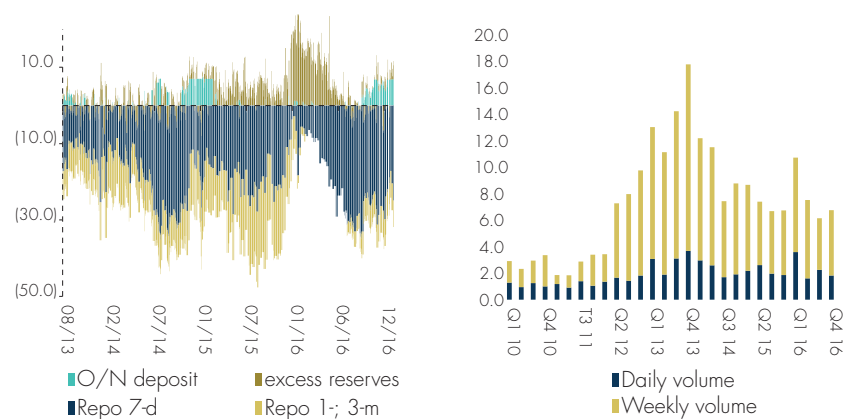 10.0
(10.0)
(30.0)
(50.0)
08/13
02/14
07/14
01/15
07/15
01/16
06/16
12/16
O/N deposit
excess reserves
Repo 7-d
Repo 1-; 3-m
20.0
18.0
16.0
14.0
12.0
10.0
8.0
6.0
4.0
2.0
0.0
Q1 10
Q4 10
T3 11
Q2 12
Q1 13
Q4 13
Q3 14
Q2 15
Q1 16
Q4 16
Daily volume
Weekly volume